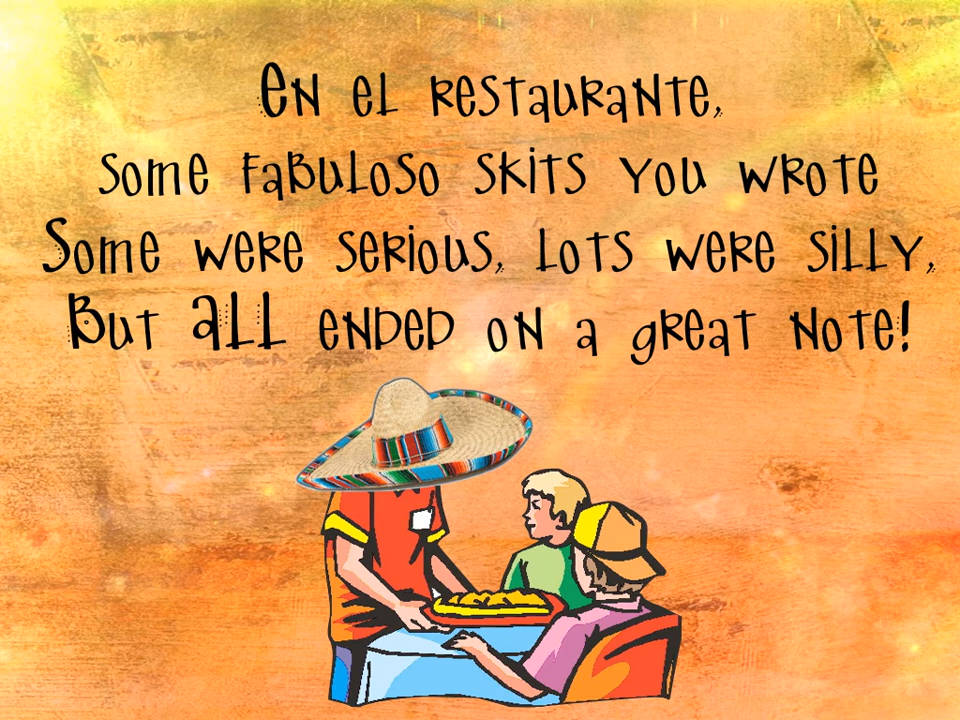 En el restaurante,
some fabuloso skits you wrote
Some were serious, lots were silly,
But ALL ended on a great note!